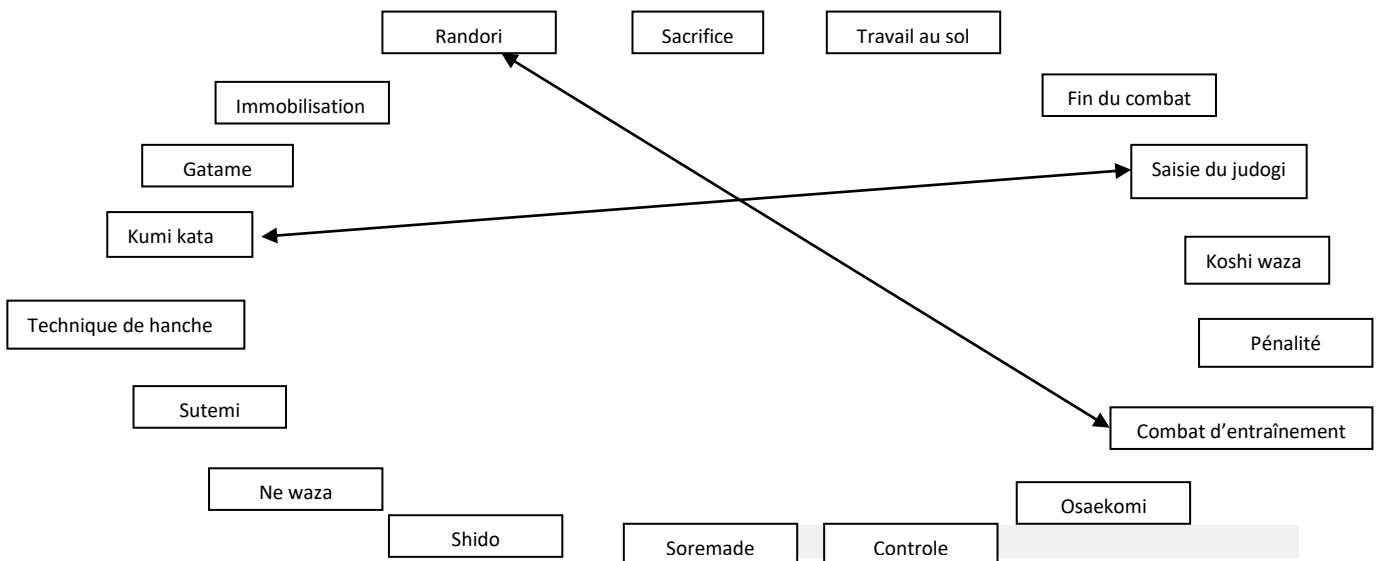 Randori
Sacrifice
Travail au sol
Immobilisation
Fin du combat
Gatame
Saisie du judogi
Kumi kata
Koshi waza
Technique de hanche
Pénalité
Sutemi
Combat d’entraînement
Ne waza
Osaekomi
Shido
Soremade
Controle